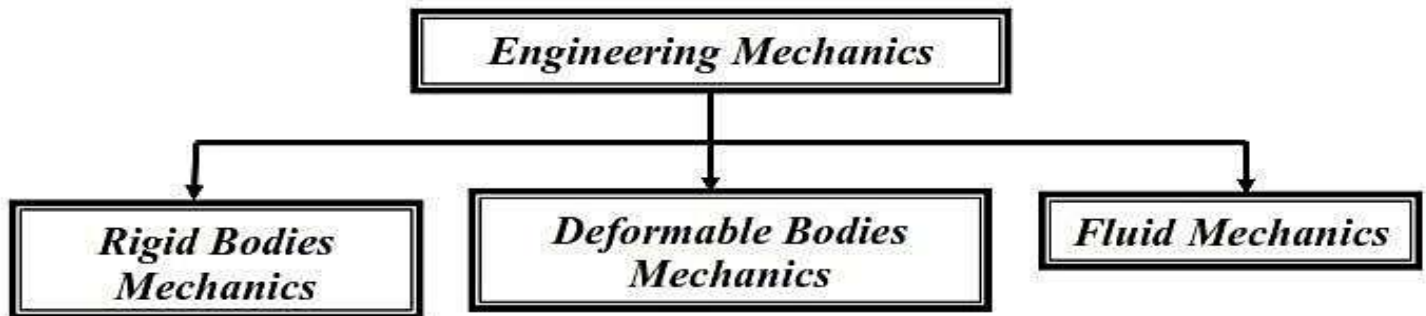 Engineering Mechanics
Rigid Bodies
Mechanics
Deformable Bodies
Mechanics
Fluid Mechanics